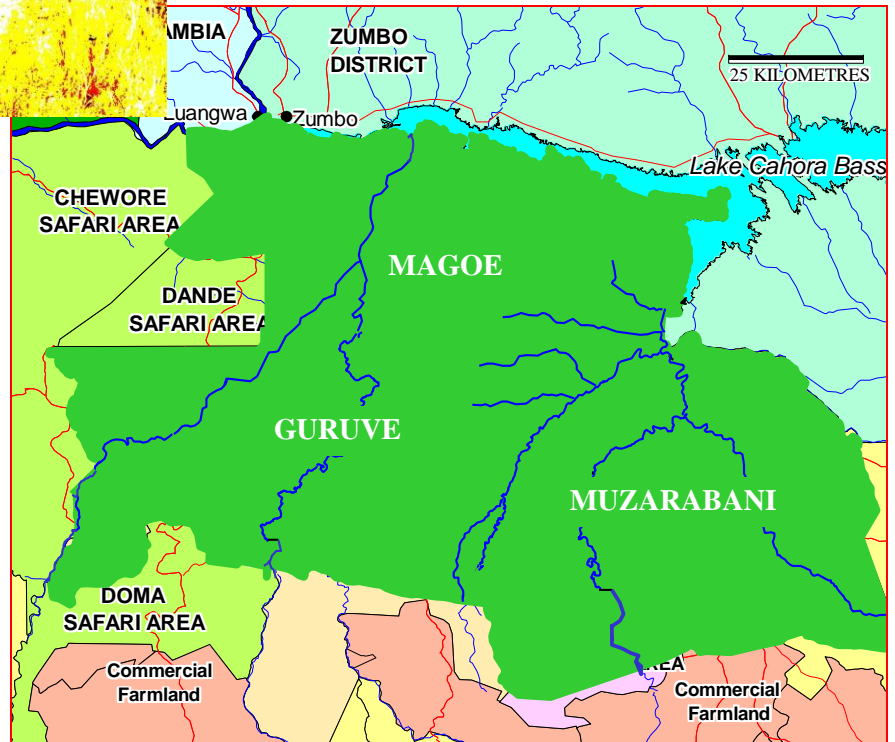 AMBIA
ZUMBO
DISTRICT
25 KILOMETRES
Luangwa
Zumbo
Lake Cahora Bass
CHEWORE
SAFARI AREA
MAGOE
DANDE
SAFARI AREA
GURUVE
MUZARABANI
DOMA
SAFARI AREA
Commercial
Farmland
AREA
Commercial
Farmland